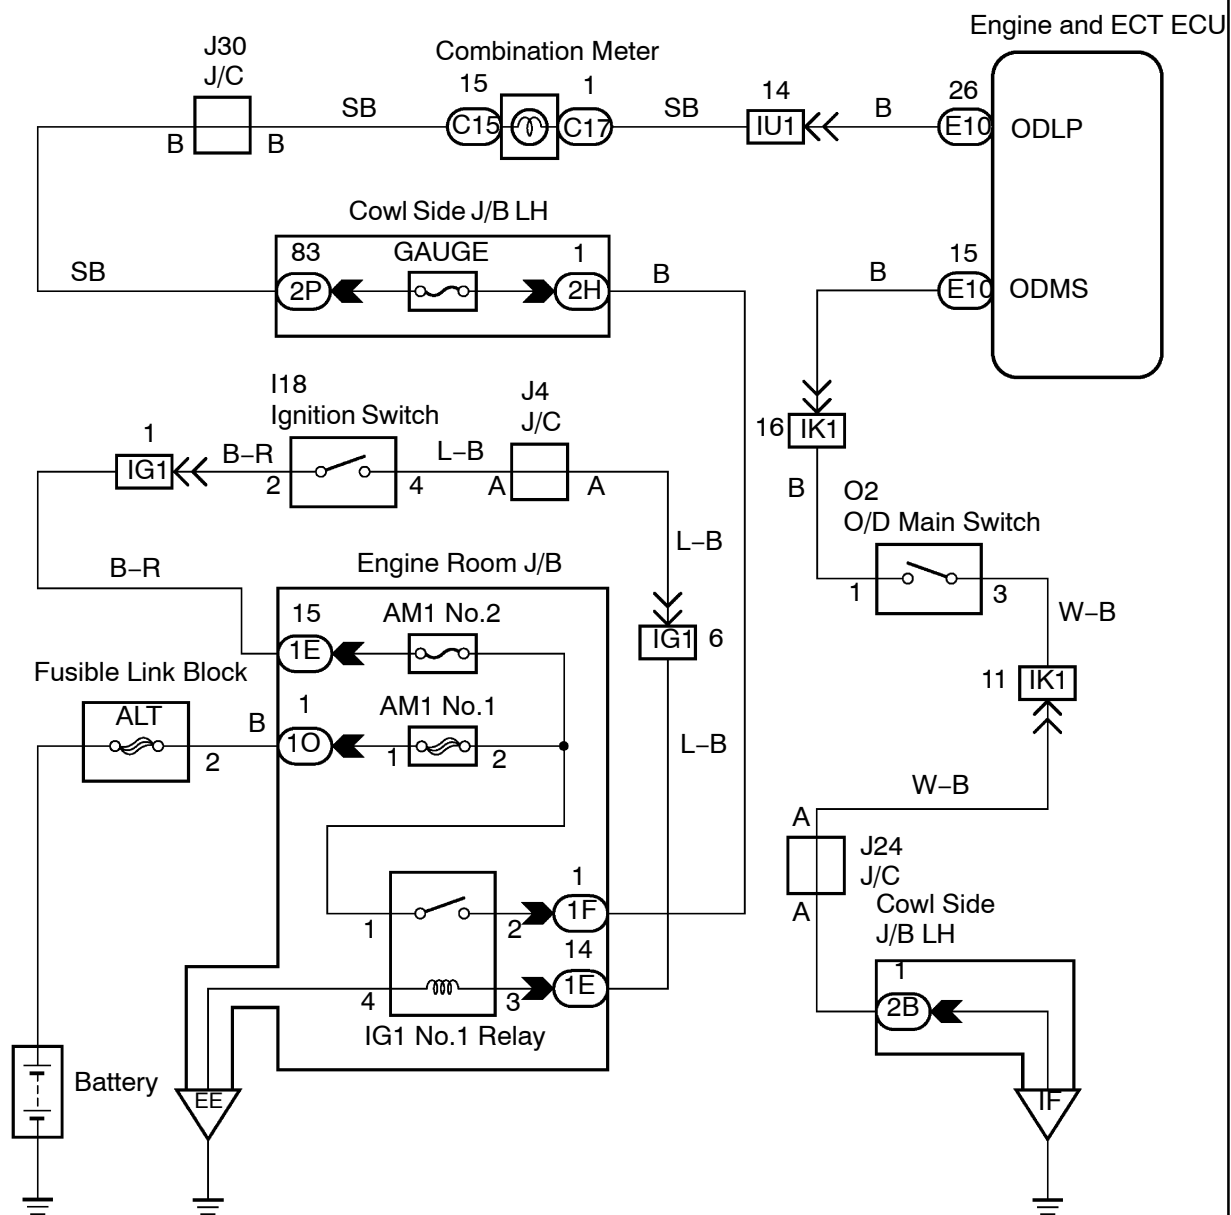 Engine and ECT ECU
J30
J/C
Combination Meter
15
1
14
26
SB
SB
B
C15
C17
IU1
E10
ODLP
B
B
Cowl Side J/B LH
83
GAUGE
1
15
SB
2P
2H
B
B
E10
ODMS
I18
Ignition Switch
J4
J/C
1
16
IK1
IG1
B–R
2
4
L–B
A
A
B
O2
O/D Main Switch
L–B
B–R
Engine Room J/B
1
3
W–B
15
AM1 No.2
1E
IG1
6
Fusible Link Block
11
IK1
ALT
1
AM1 No.1
B
2
1O
1
2
L–B
W–B
A
J24
J/C
A
Cowl Side
J/B LH
1
1
2
1F
14
1
4
3
1E
2B
IG1 No.1 Relay
Battery
EE
IF